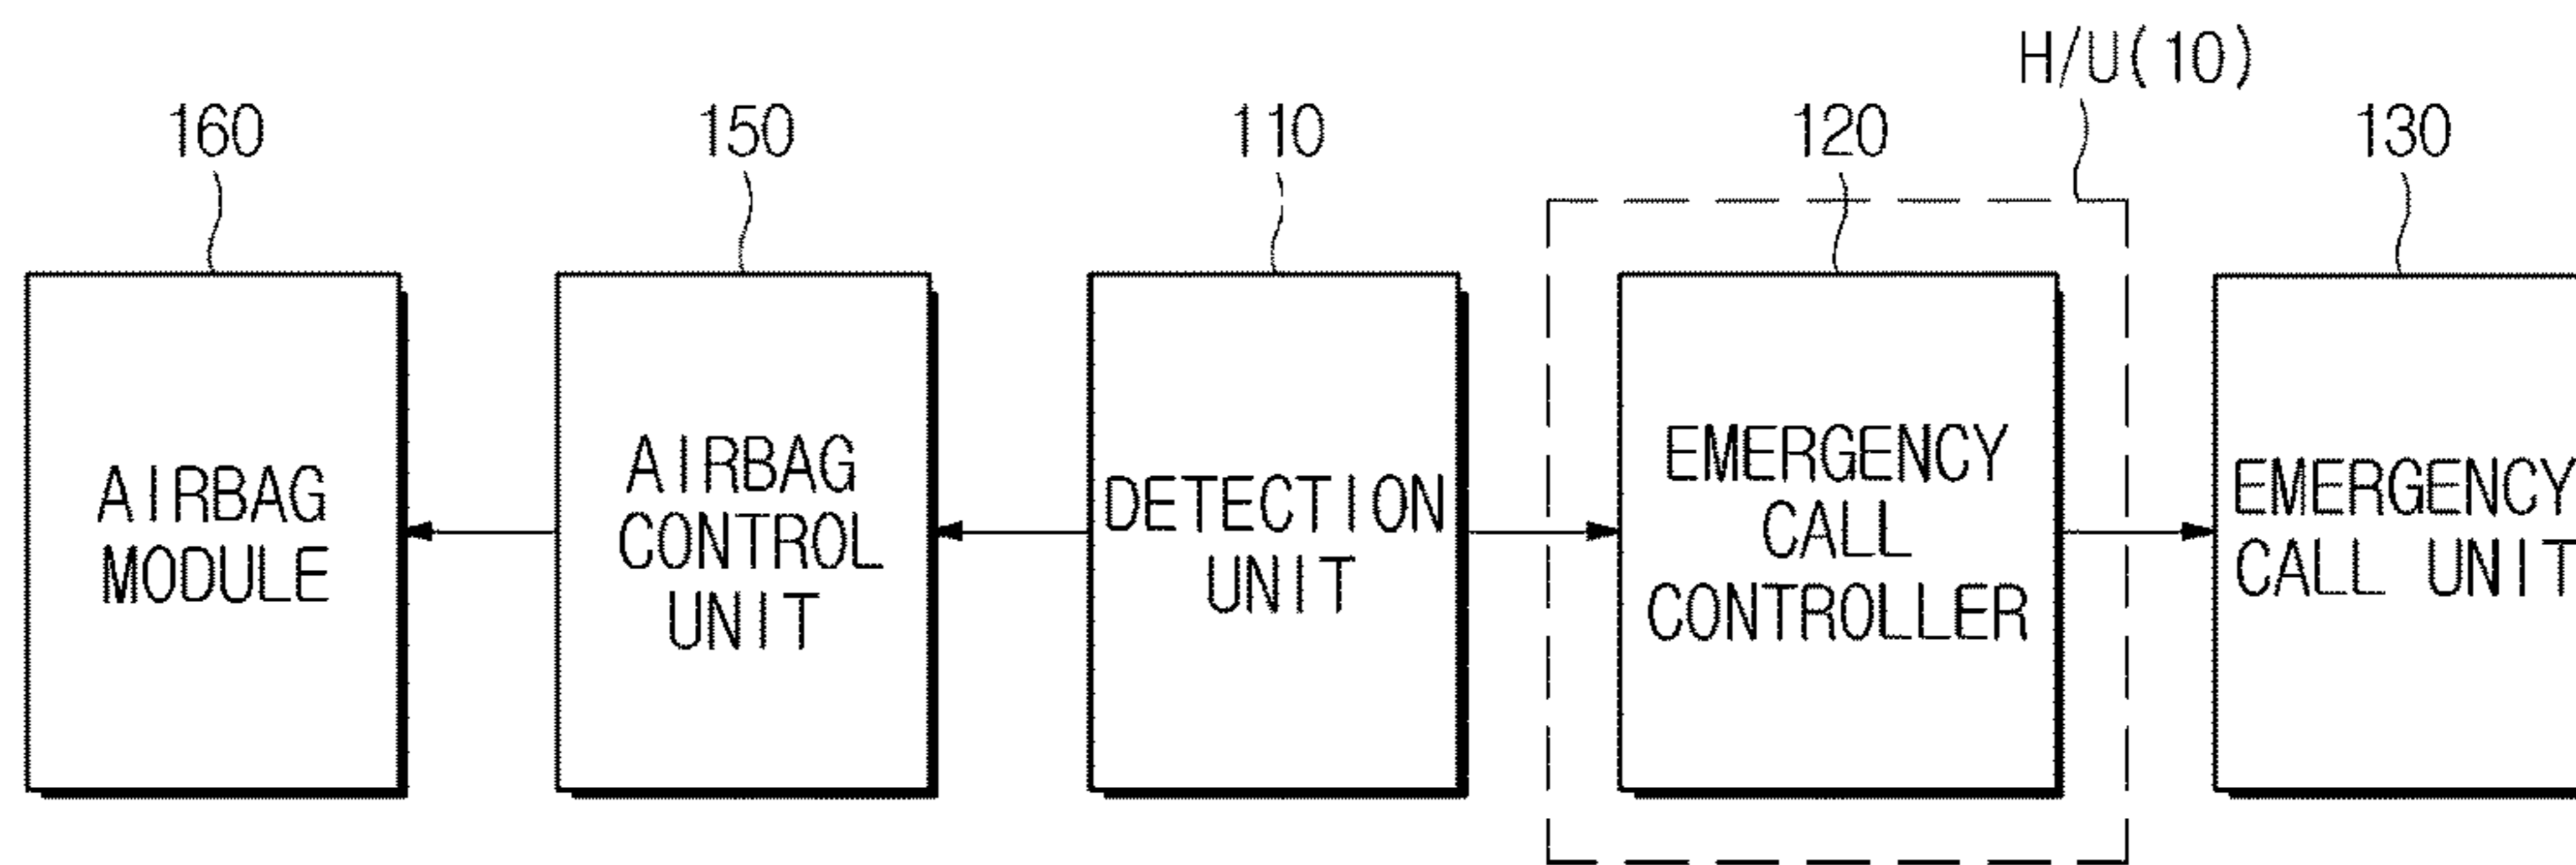 H/U(10)
160
150
110
120
130
AIRBAG
MODULE
AIRBAG
CONTROL
UNIT
DETECTION
UNIT
EMERGENCY
CALL
CONTROLLER
EMERGENCY
CALL UNIT